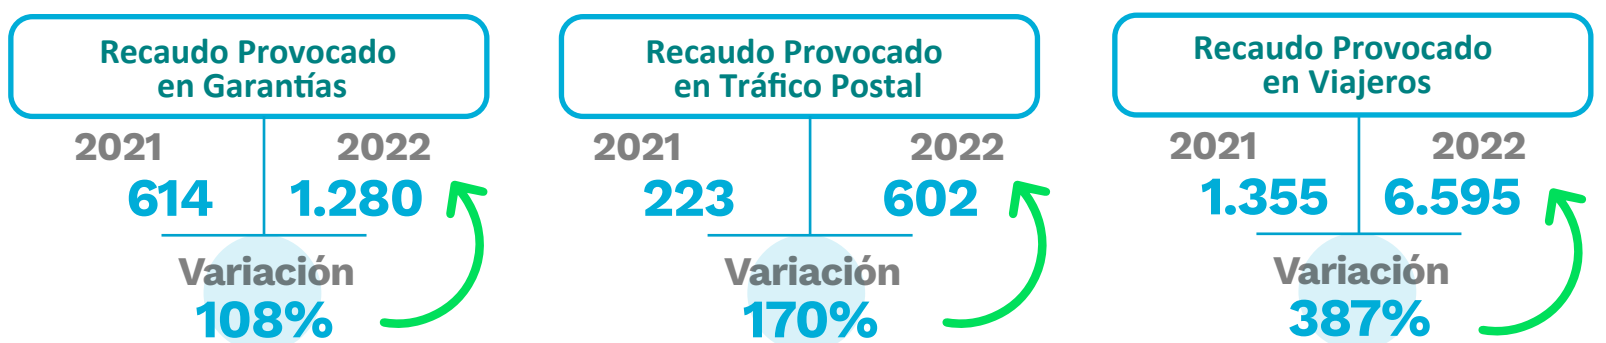 Recaudo Provocado
en Garantías
2021 2022
614 1.280
Variación
108%
Recaudo Provocado
en Tráfico Postal
2021 2022
223 602
Variación
170%
Recaudo Provocado
en Viajeros
2021 2022
1.355 6.595
Variación
387%